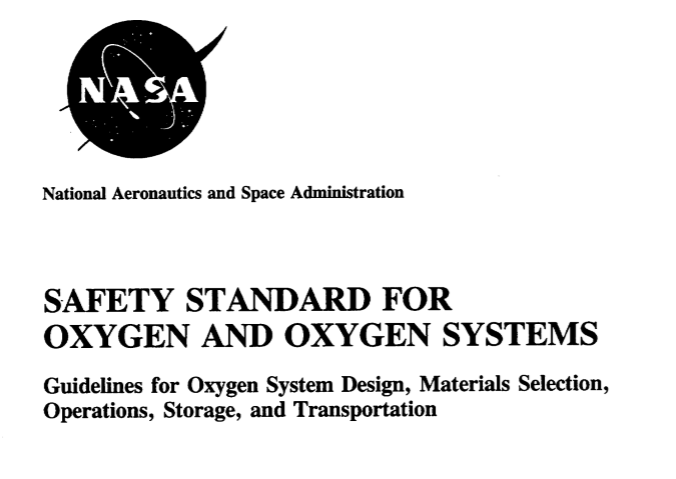 NASA
National Aeronautics and Space Administration
SAFETY STANDARD FOR
OXYGEN AND OXYGEN SYSTEMS
Guidelines for Oxygen System Design, Materials Selection,
Operations, Storage, and Transportation